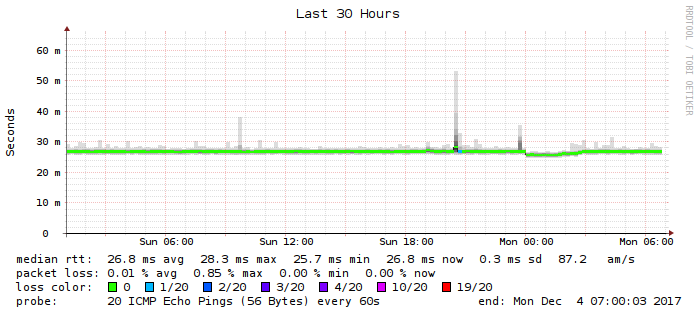 Last 30 Hours
RRDTOOL / TOBI OETIKER
Seconds
60 m
50 m
40 m
30 m
20 m
10 m
0
Sun 06:00 Sun 12:00 Sun 18:00 Mon 00:00 Mon 06:00
median rtt: 26.8 ms avg 28.3 ms max 25.7 ms min 26.8 ms now 0.3 ms sd 87.2 am/s
packet loss: 0.01 % avg 0.85 % max 0.00 % min 0.00 % now
loss color: 0 1/20 2/20 3/20 4/20 10/20 19/20
probe: 20 ICMP Echo Pings (56 Bytes) every 60s end: Mon Dec 4 07:00:03 2017